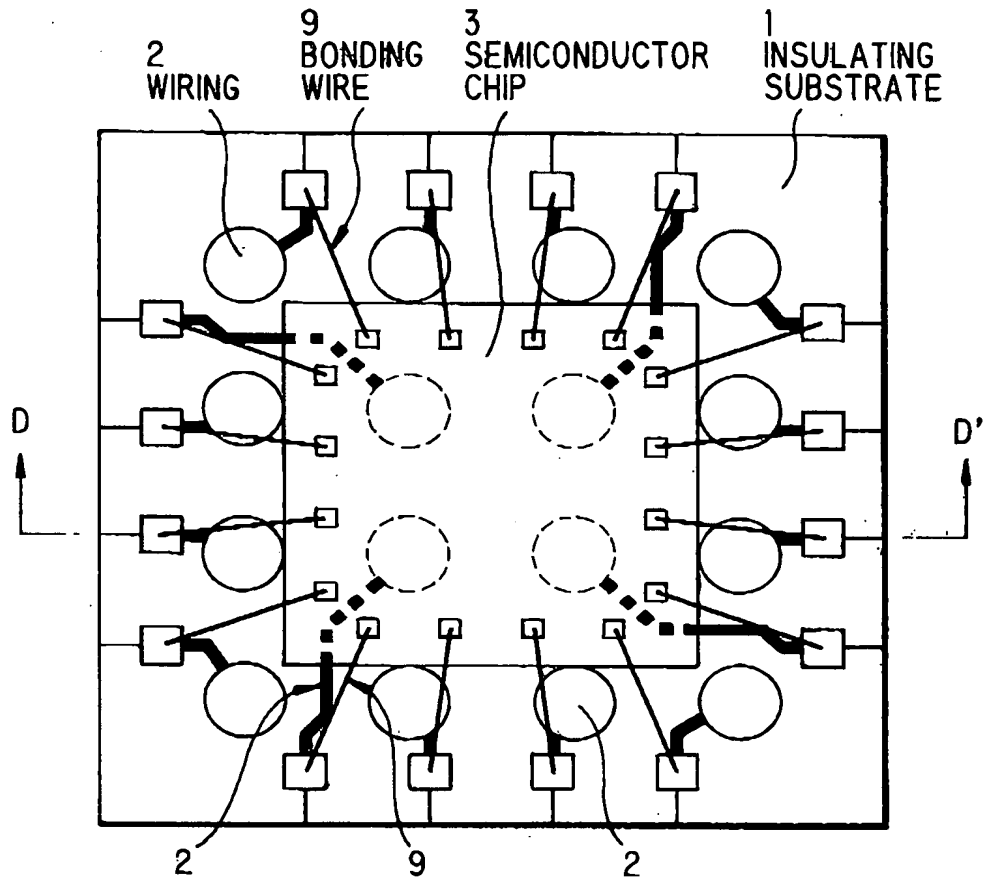 9
BONDING
WIRE
3
SEMICONDUCTOR
CHIP
1
INSULATING
SUBSTRATE
2
WIRING
D
D'
2
9
2